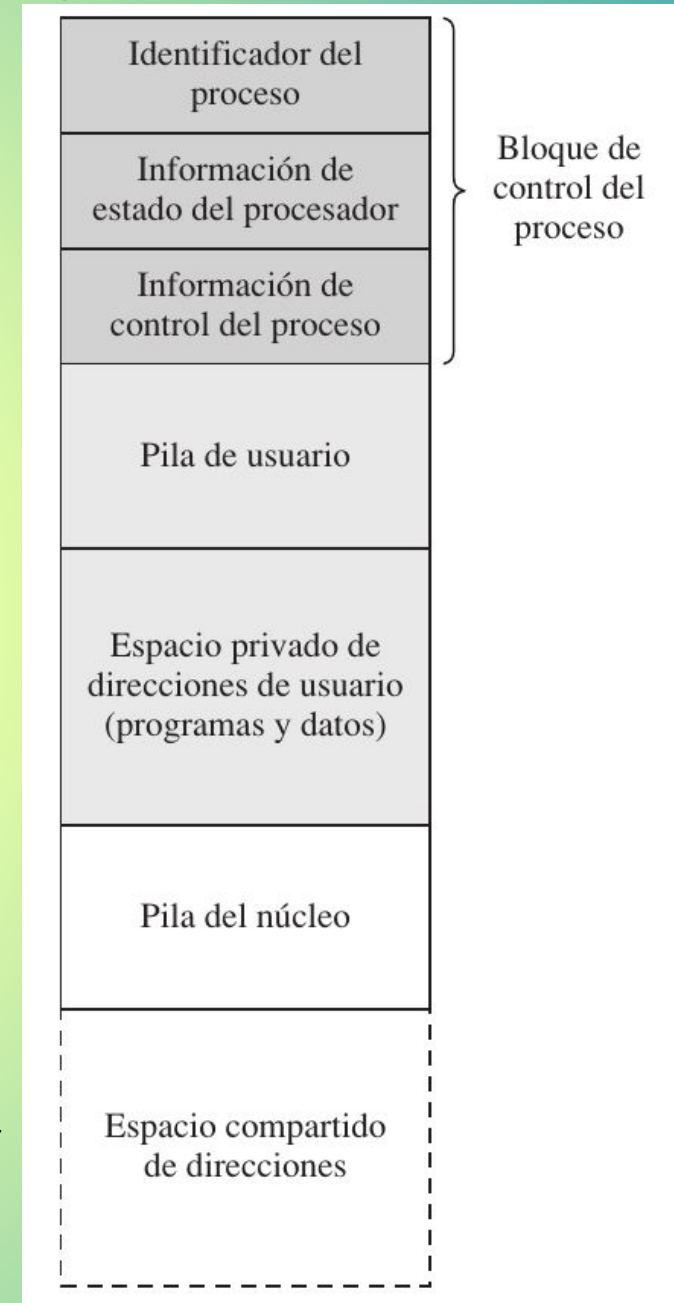 Identificador del
proceso
Información de
estado del procesador
Información de
control del proceso
Bloque de
control del
proceso
Pila de usuario
Espacio privado de
direcciones de usuario
(programas y datos)
Pila del núcleo
Espacio compartido
de direcciones